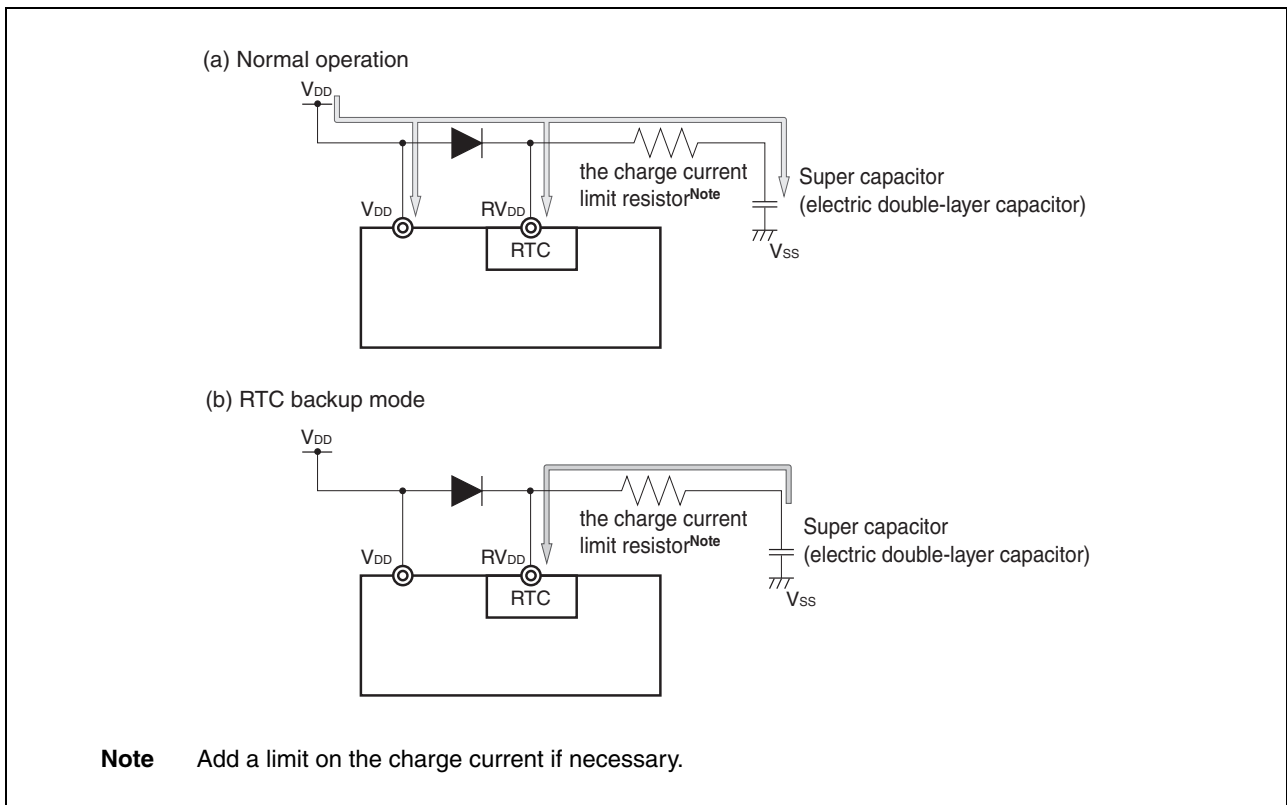 (a) Normal operation
VDD
the charge current
limit resistorNote
Super capacitor
(electric double-layer capacitor)
VDD
RVDD
RTC
VSS
(b) RTC backup mode
VDD
the charge current
limit resistorNote
Super capacitor
(electric double-layer capacitor)
VDD
RVDD
RTC
VSS
Note Add a limit on the charge current if necessary.